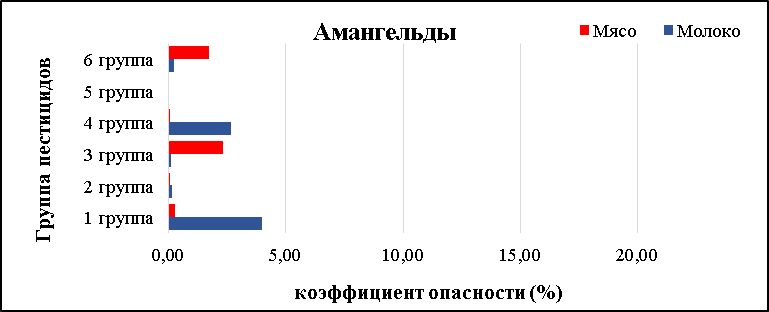 Амангельды
Мясо Молоко
Группа пестицидов
6 группа
5 группа
4 группа
3 группа
2 группа
1 группа
0,00 5,00 10,00 15,00 20,00
коэффициент опасности (%)